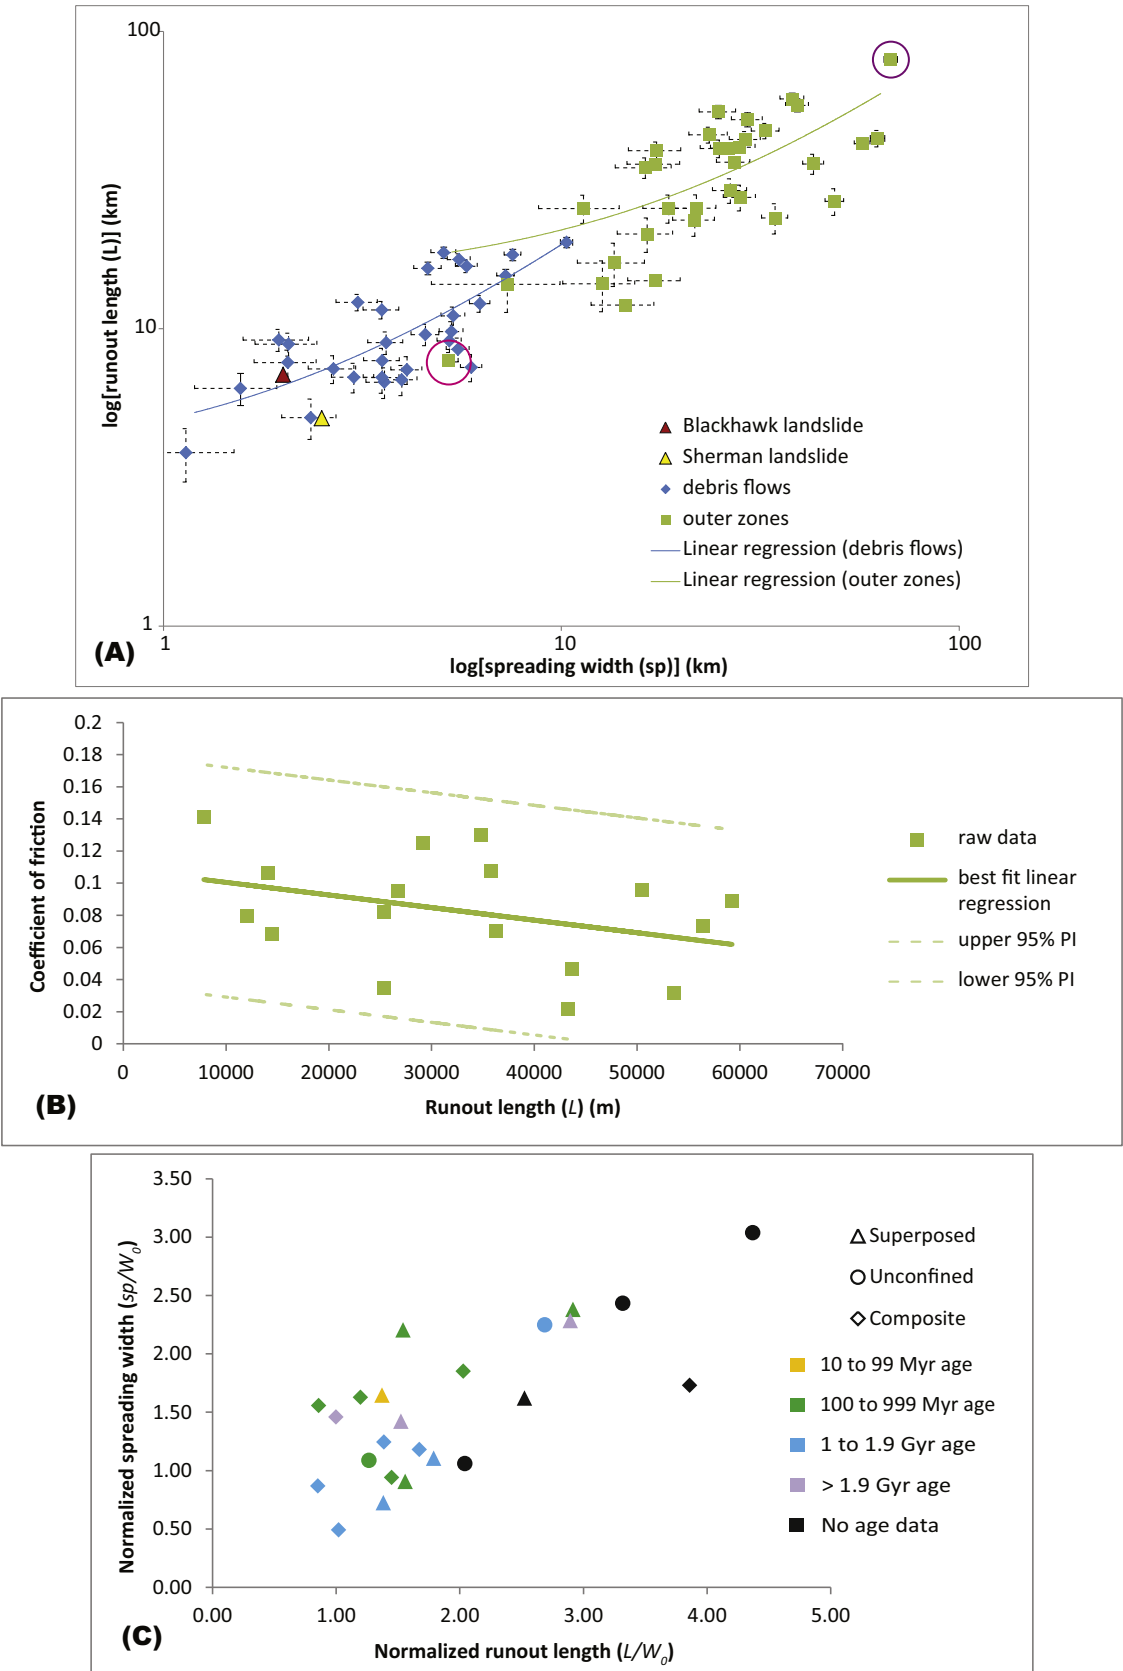 100
10
1
log[runout length (L)] (km)
Blackhawk landslide
Sherman landslide
debris flows
outer zones
Linear regression (debris flows)
Linear regression (outer zones)
1
10
100
log[spreading width (sp)] (km)
(A)
0.2
0.18
0.16
0.14
0.12
0.1
0.08
0.06
0.04
0.02
0
Coefficient of friction
raw data
best fit linear
regression
upper 95% PI
lower 95% PI
0 10000 20000 30000 40000 50000 60000 70000
Runout length (L) (m)
(B)
3.50
3.00
2.50
2.00
1.50
1.00
0.50
0.00
Normalized spreading width (sp/W0)
Superposed
Unconfined
Composite
10 to 99 Myr age
100 to 999 Myr age
1 to 1.9 Gyr age
> 1.9 Gyr age
No age data
0.00 1.00 2.00 3.00 4.00 5.00
Normalized runout length (L/W0)
(C)